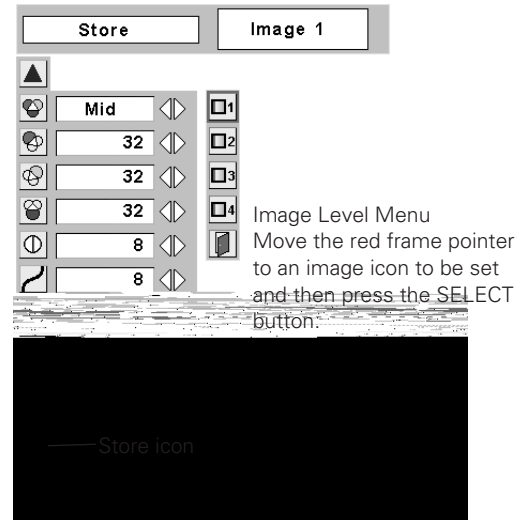 Store
Image 1
Mid
1
32
2
32
3
32
4
8
8
Image Level Menu
Move the red frame pointer
to an image icon to be set
and then press the SELECT
button.
Store icon